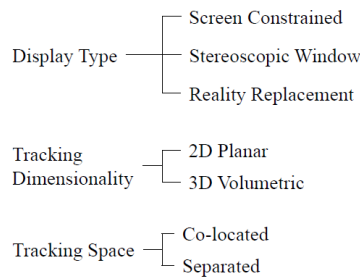 Screen Constrained
Display Type
Stereoscopic Window
Reality Replacement
Tracking
Dimensionality
2D Planar
3D Volumetric
Tracking Space
Co-located
Separated